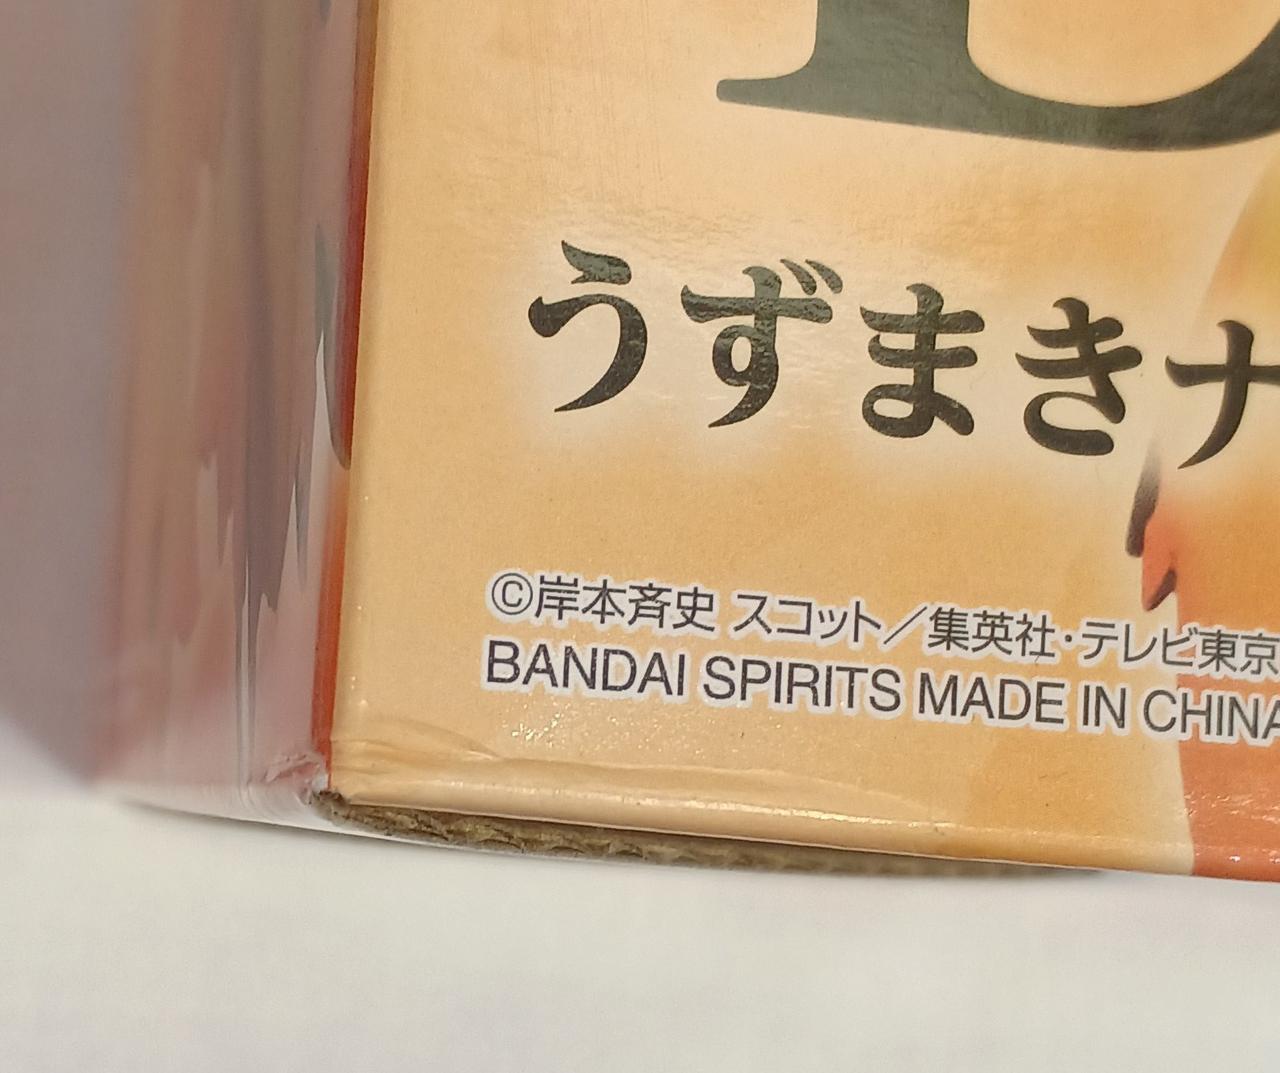 うずまきナ
©岸本斉史 スコット／集英社・テレビ東京
BANDAI SPIRITS MADE IN CHINA